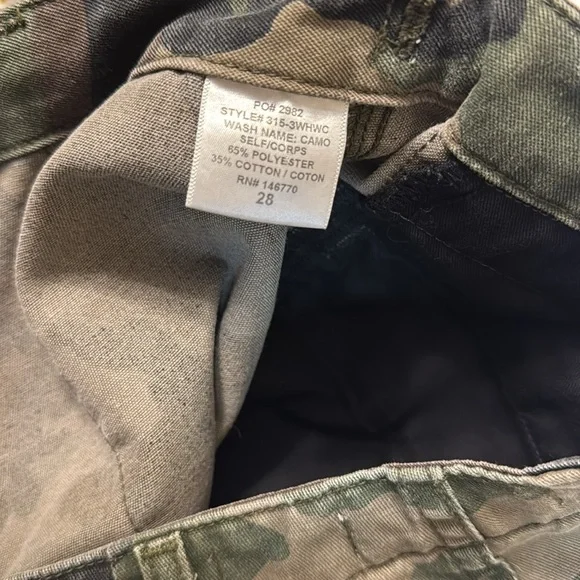 PO# 2982
STYLE# 315-3WHWC
WASH NAME: CAMO
SELF/CORPS
65% POLYESTER
35% COTTON / COTON
RN# 146770
28